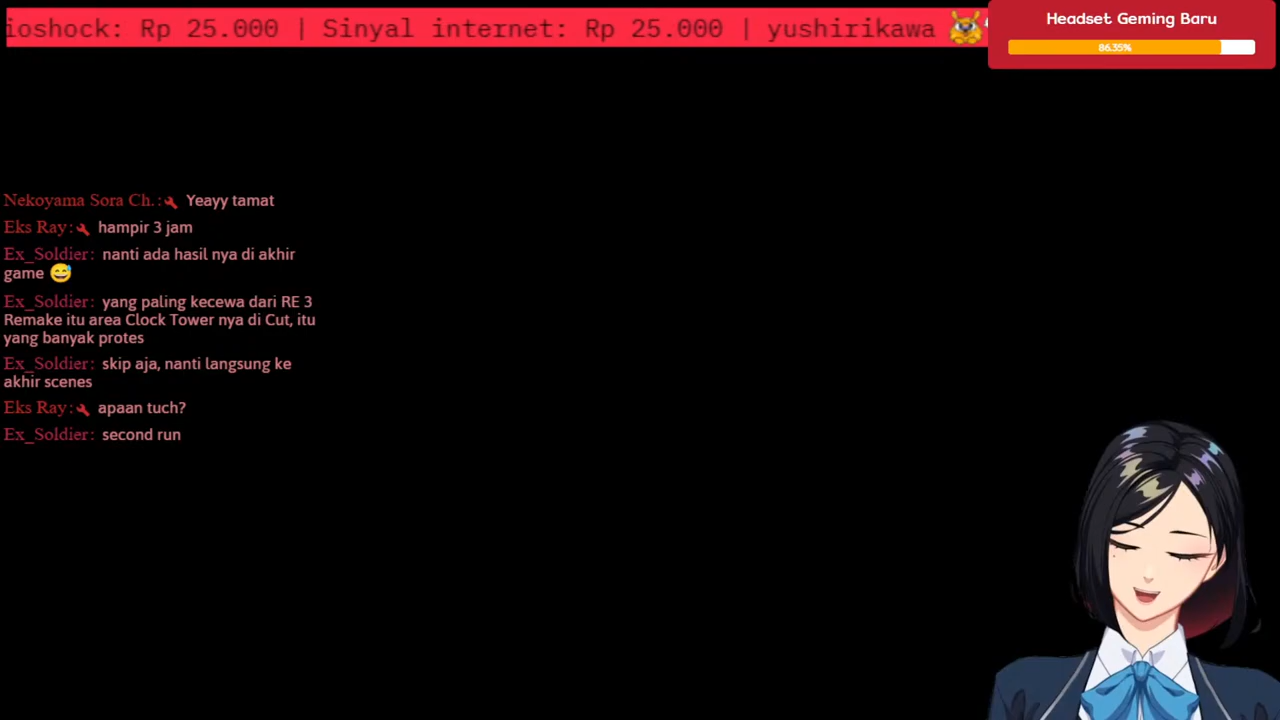 ioshock: Rp 25.000 | Sinyal internet: Rp 25.000 | yushirikawa
Headset Geming Baru
86.35%
Nekoyama Sora Ch.: Yeayy tamat
Eks Ray: hampir 3 jam
Ex_Soldier: nanti ada hasil nya di akhir
game 😅
Ex_Soldier: yang paling kecewa dari RE 3
Remake itu area Clock Tower nya di Cut, itu
yang banyak protes
Ex_Soldier: skip aja, nanti langsung ke
akhir scenes
Eks Ray: apaan tuch?
Ex_Soldier: second run